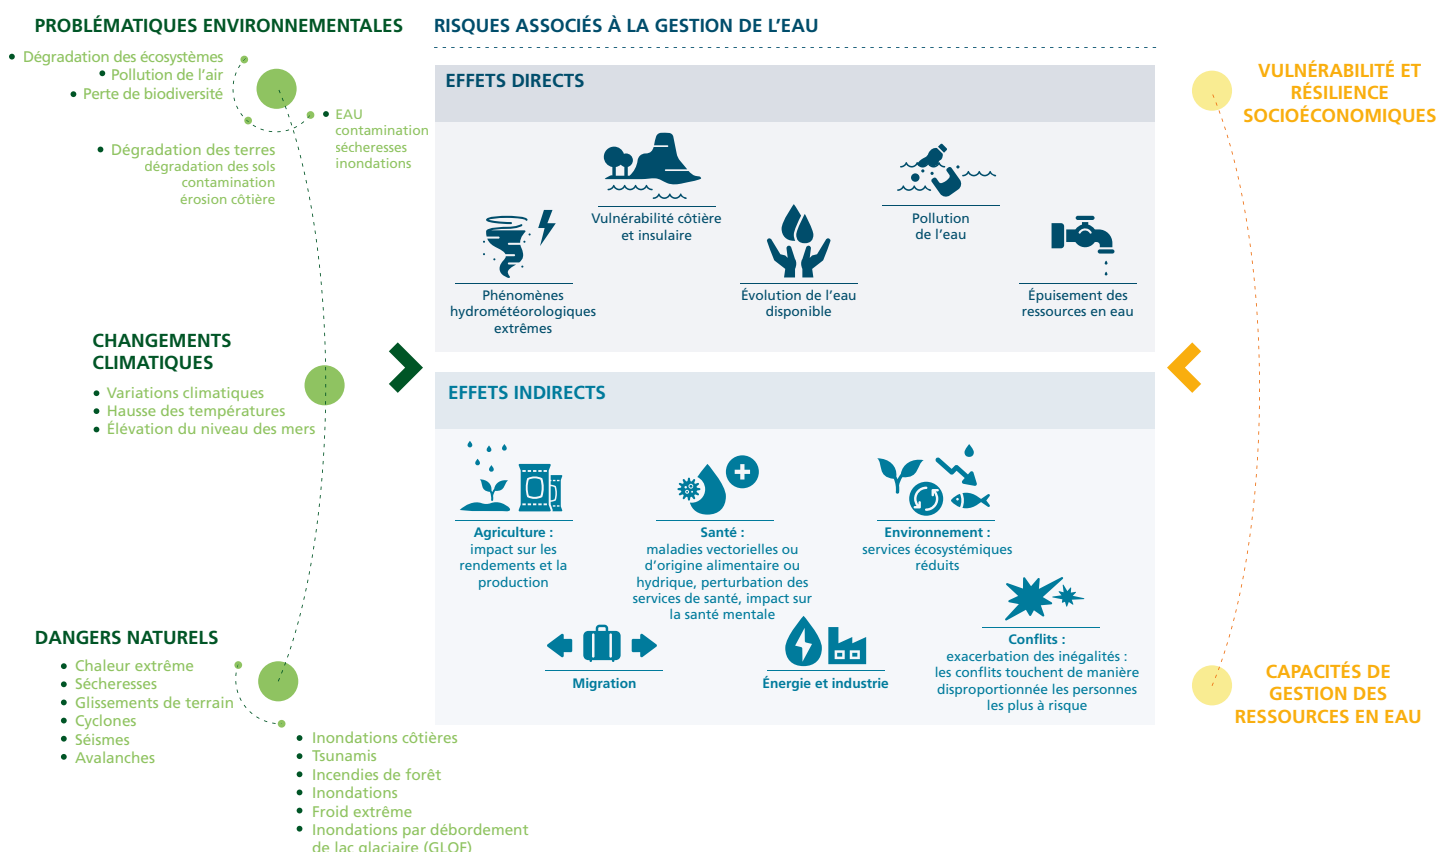 PROBLÉMATIQUES ENVIRONNEMENTALES
• Dégradation des écosystèmes
• Pollution de l’air
• Perte de biodiversité
• EAU
contamination
sécheresses
inondations
• Dégradation des terres
dégradation des sols
contamination
érosion côtière
CHANGEMENTS
CLIMATIQUES
• Variations climatiques
• Hausse des températures
• Élévation du niveau des mers
DANGERS NATURELS
• Chaleur extrême
• Sécheresses
• Glissements de terrain
• Cyclones
• Séismes
• Avalanches
• Inondations côtières
• Tsunamis
• Incendies de forêt
• Inondations
• Froid extrême
• Inondations par débordement
de lac glaciaire (GLOF)
RISQUES ASSOCIÉS À LA GESTION DE L’EAU
EFFETS DIRECTS
Phénomènes
hydrométéorologiques
extrêmes
Vulnérabilité côtière
et insulaire
Évolution de l’eau
disponible
Pollution
de l’eau
Épuisement des
ressources en eau
EFFETS INDIRECTS
Agriculture :
impact sur les
rendements et la
production
Santé :
maladies vectorielles ou
d’origine alimentaire ou
hydrique, perturbation des
services de santé, impact sur
la santé mentale
Environnement :
services écosystémiques
réduits
Migration
Énergie et industrie
Conflits :
exacerbation des inégalités :
les conflits touchent de manière
disproportionnée les personnes
les plus à risque
VULNÉRABILITÉ ET
RÉSILIENCE
SOCIOÉCONOMIQUES
CAPACITÉS DE
GESTION DES
RESSOURCES EN EAU